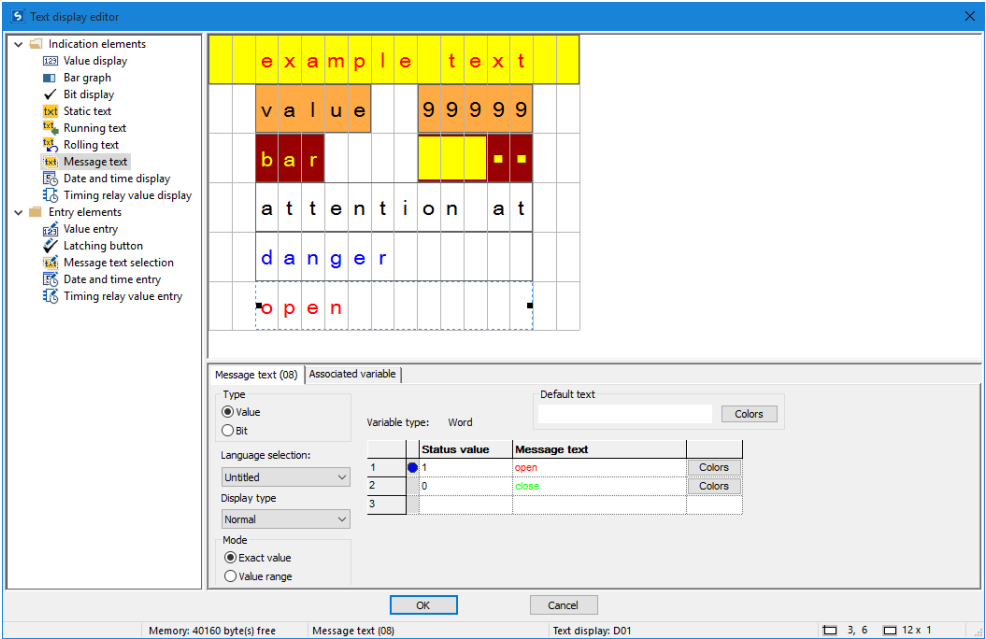 Text display editor
Indication elements
Value display
Bar graph
Bit display
Static text
Running text
Rolling text
Message text
Date and time display
Timing relay value display
Entry elements
Value entry
Latching button
Message text selection
Date and time entry
Timing relay value entry
example text
value 99999
bar
attention at
danger
open
Message text (08) Associated variable
Type
Value
Bit
Language selection:
Untitled
Display type
Normal
Mode
Exact value
Value range
Default text
Colors
Variable type: Word
Status value Message text
1 1 open Colors
2 0 close Colors
3
OK Cancel
Memory: 40160 byte(s) free Message text (08) Text display: D01 3, 6 12 x 1